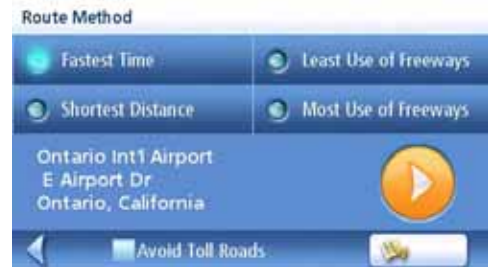 Route Method
Fastest Time
Least Use of Freeways
Shortest Distance
Most Use of Freeways
Ontario Int'l Airport
E Airport Dr
Ontario, California
Avoid Toll Roads